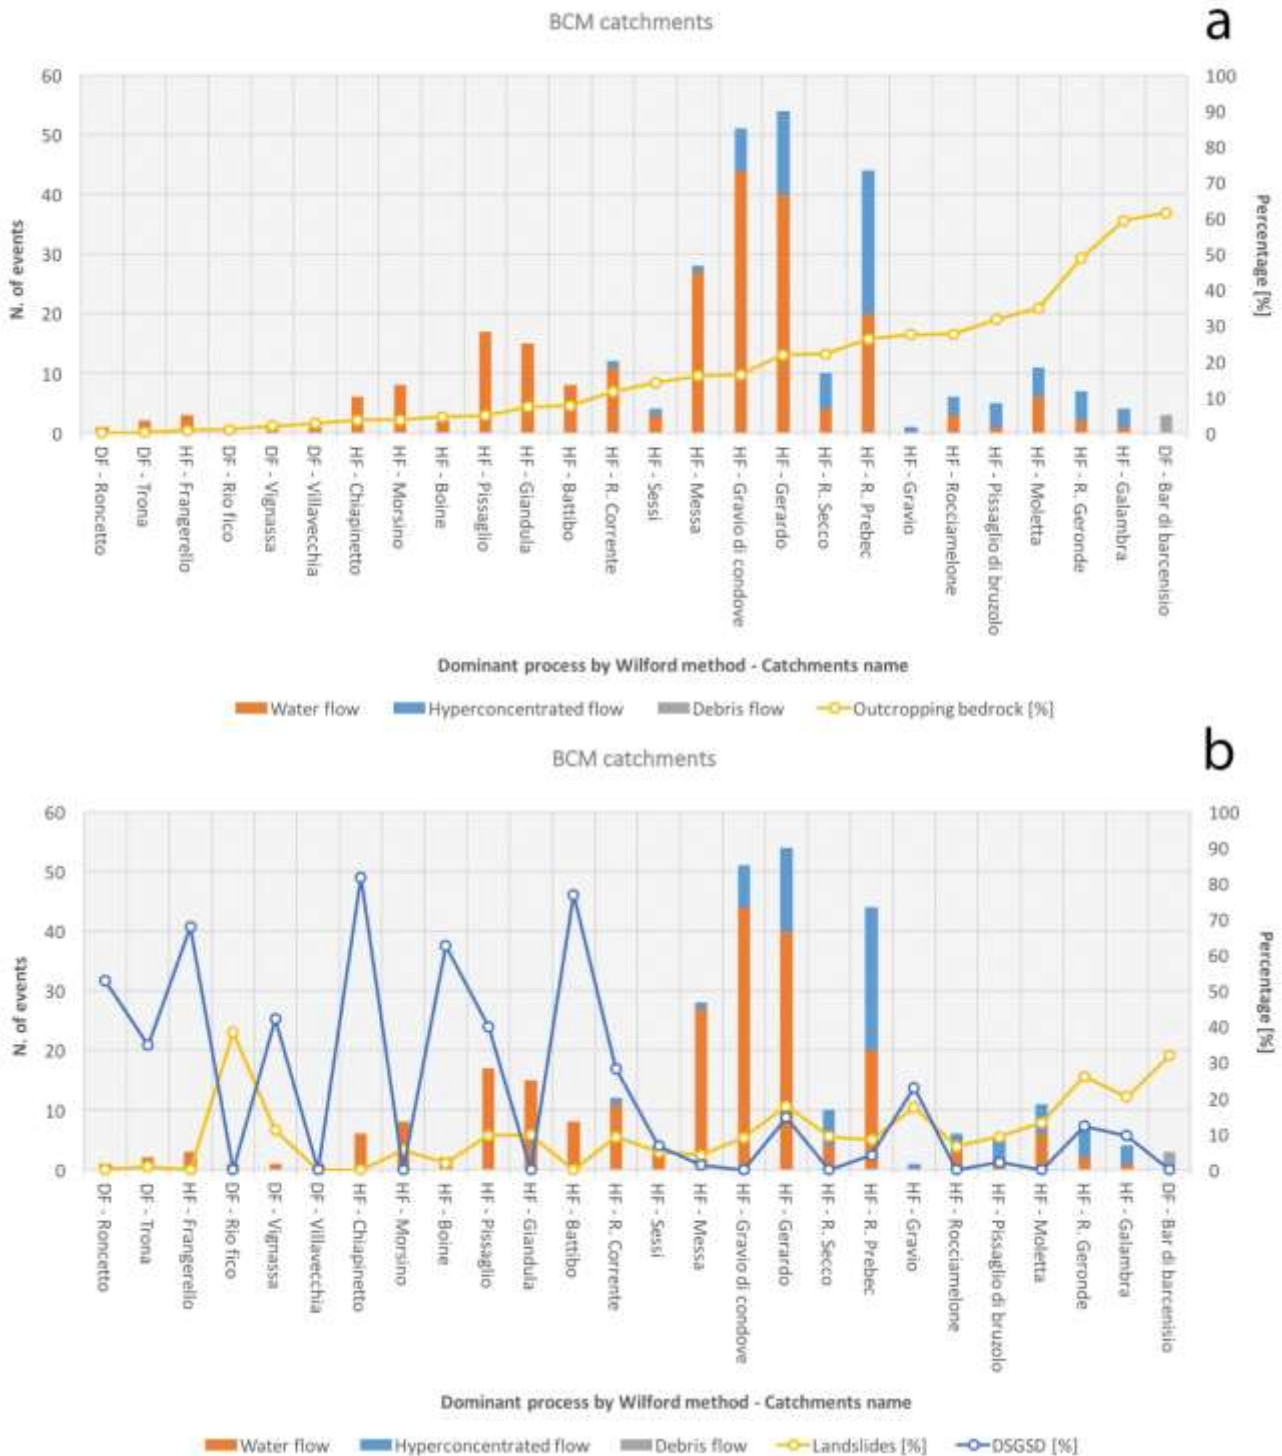 BCM catchments
a
60
50
40
30
20
10
0
N. of events
100
90
80
70
60
50
40
30
20
10
0
Percentage [%]
DF - Roncetto
DF - Trona
HF - Frangerello
DF - Rio fico
DF - Vignassa
DF - Villavecchia
HF - Chiapinetto
HF - Morsino
HF - Boine
HF - Pissaglio
HF - Giandula
HF - Battibo
HF - R. Corrente
HF - Sessi
HF - Messa
HF - Gravio di condove
HF - Gerardo
HF - R. Secco
HF - R. Prebec
HF - Gravio
HF - Rocciamelone
HF - Pissaglio di bruzolo
HF - Moletta
HF - R. Geronde
HF - Galambra
DF - Bar di barcenisio
Dominant process by Wilford method - Catchments name
Water flow Hyperconcentrated flow Debris flow Outcropping bedrock [%]
BCM catchments
b
60
50
40
30
20
10
0
N. of events
100
90
80
70
60
50
40
30
20
10
0
Percentage [%]
DF - Roncetto
DF - Trona
HF - Frangerello
DF - Rio fico
DF - Vignassa
DF - Villavecchia
HF - Chiapinetto
HF - Morsino
HF - Boine
HF - Pissaglio
HF - Giandula
HF - Battibo
HF - R. Corrente
HF - Sessi
HF - Messa
HF - Gravio di condove
HF - Gerardo
HF - R. Secco
HF - R. Prebec
HF - Gravio
HF - Rocciamelone
HF - Pissaglio di bruzolo
HF - Moletta
HF - R. Geronde
HF - Galambra
DF - Bar di barcenisio
Dominant process by Wilford method - Catchments name
Water flow Hyperconcentrated flow Debris flow Landslides [%] DSGSD [%]